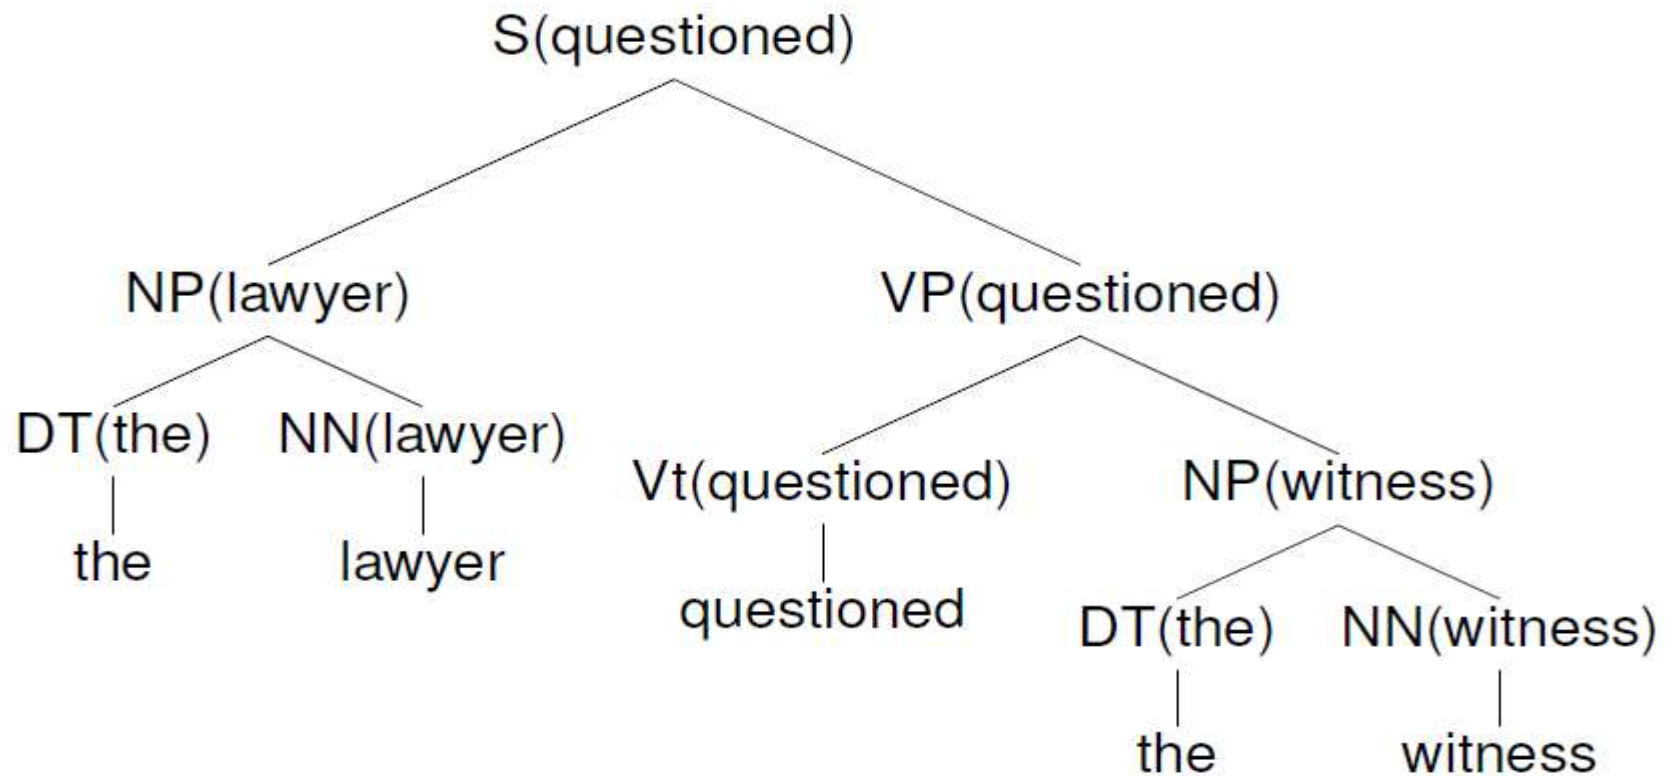 S(questioned)
NP(lawyer) VP(questioned)
DT(the) NN(lawyer)
Vt(questioned) NP(witness)
the lawyer
questioned
DT(the) NN(witness)
the witness